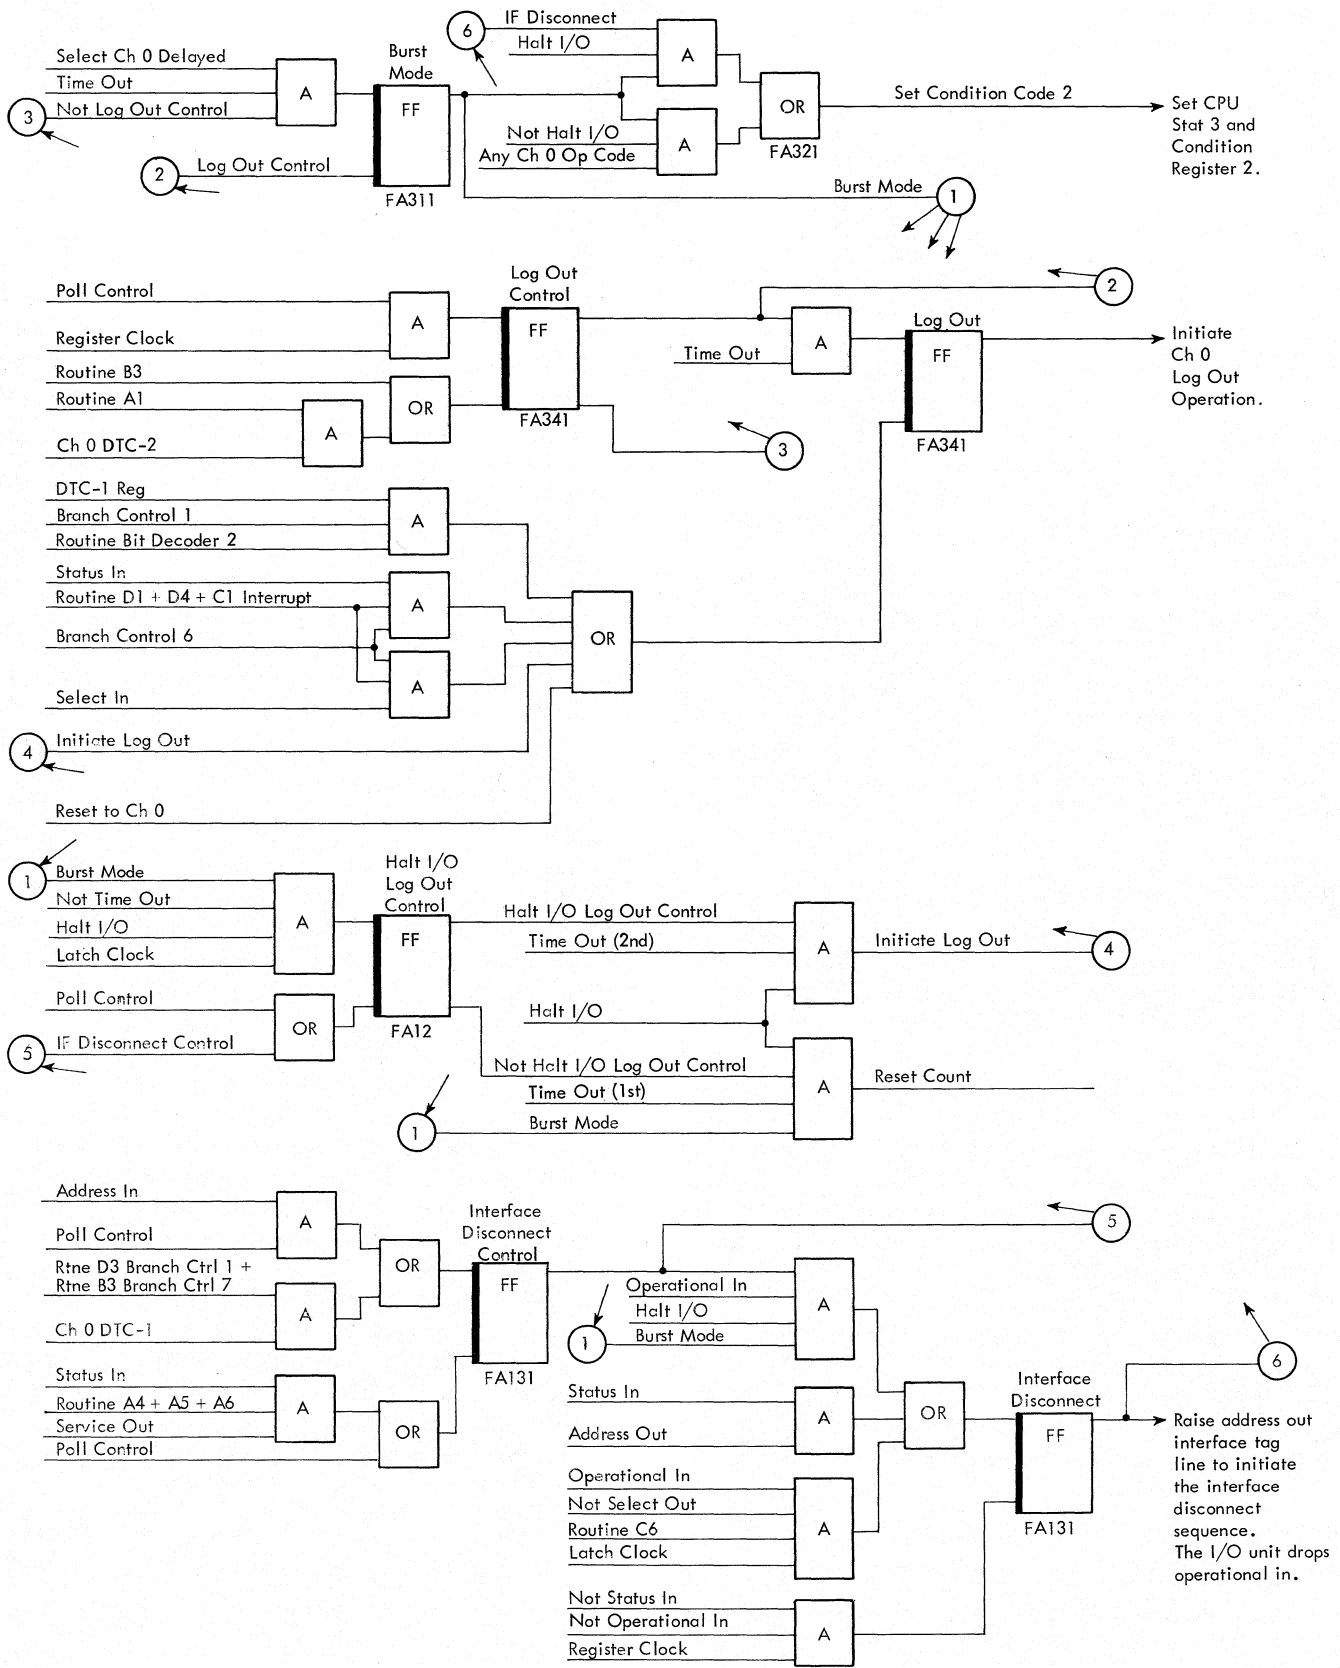 IF Disconnect
6
Halt I/O
A
Select Ch 0 Delayed
Time Out
Not Log Out Control
3
A
Burst
Mode
FF
FA311
2
Log Out Control
Not Halt I/O
Any Ch 0 Op Code
A
OR
FA321
Set Condition Code 2
Set CPU
Stat 3 and
Condition
Register 2.
Burst Mode
1
Poll Control
Register Clock
A
Routine B3
Routine A1
Ch 0 DTC-2
A
OR
Log Out
Control
FF
FA341
2
Time Out
A
Log Out
FF
FA341
Initiate
Ch 0
Log Out
Operation.
3
DTC-1 Reg
Branch Control 1
Routine Bit Decoder 2
A
Status In
Routine D1 + D4 + C1 Interrupt
A
Branch Control 6
A
Select In
OR
4
Initiate Log Out
Reset to Ch 0
1
Burst Mode
Not Time Out
Halt I/O
Latch Clock
A
Poll Control
5
IF Disconnect Control
OR
Halt I/O
Log Out
Control
FF
FA12
Halt I/O Log Out Control
Time Out (2nd)
A
Initiate Log Out
4
Halt I/O
Not Halt I/O Log Out Control
Time Out (1st)
1
Burst Mode
A
Reset Count
Address In
Poll Control
A
Rtne D3 Branch Ctrl 1 +
Rtne B3 Branch Ctrl 7
Ch 0 DTC-1
A
OR
Status In
Routine A4 + A5 + A6
Service Out
Poll Control
A
OR
Interface
Disconnect
Control
FF
FA131
5
Operational In
Halt I/O
1
Burst Mode
A
Status In
Address Out
A
Operational In
Not Select Out
Routine C6
Latch Clock
A
OR
Not Status In
Not Operational In
Register Clock
A
Interface
Disconnect
FF
FA131
6
Raise address out
interface tag
line to initiate
the interface
disconnect
sequence.
The I/O unit drops
operational in.